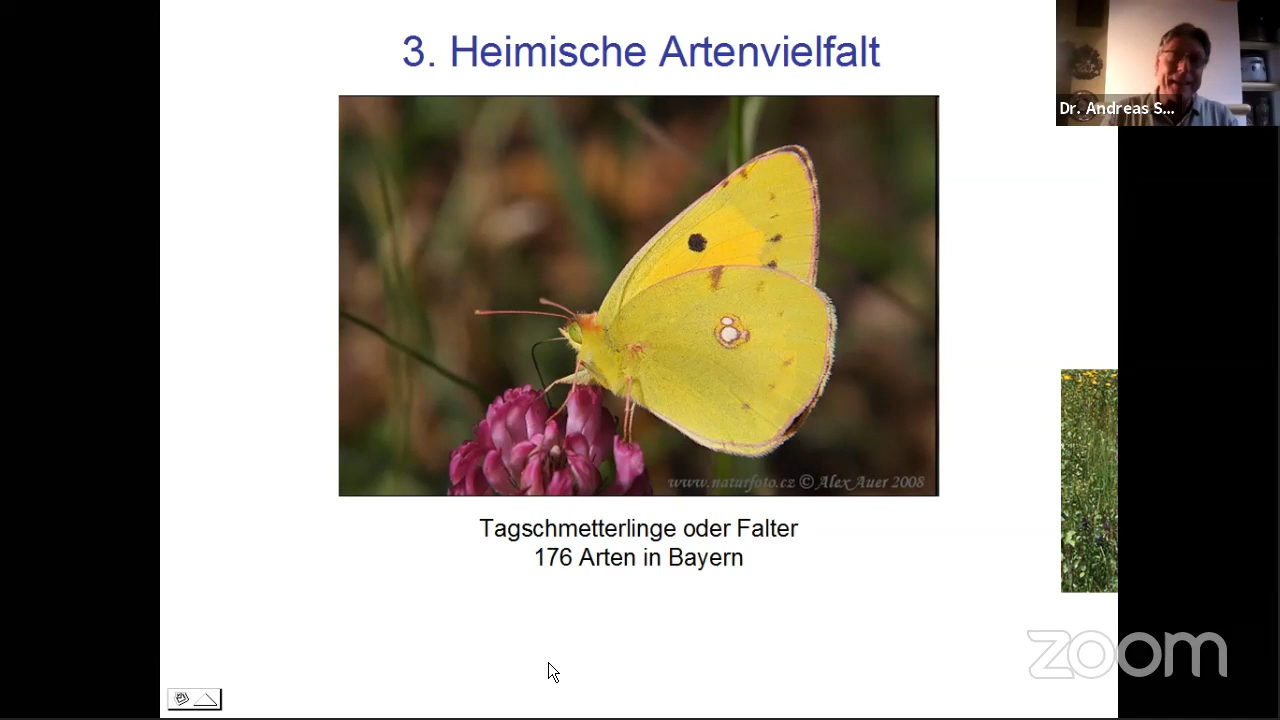 3. Heimische Artenvielfalt
Dr. Andreas S...
www.naturfoto.cz © Alex Auer 2008
Tagschmetterlinge oder Falter
176 Arten in Bayern
zoom